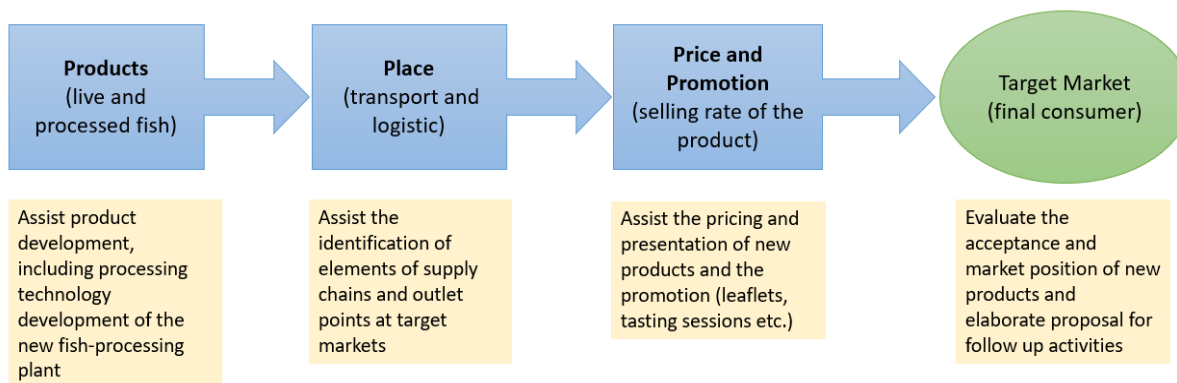 Products
(live and
processed fish)
Place
(transport and
logistic)
Price and
Promotion
(selling rate of the
product)
Target Market
(final consumer)
Assist product
development,
including processing
technology
development of the
new fish-processing
plant
Assist the
identification of
elements of supply
chains and outlet
points at target
markets
Assist the pricing and
presentation of new
products and the
promotion (leaflets,
tasting sessions etc.)
Evaluate the
acceptance and
market position of new
products and
elaborate proposal for
follow up activities